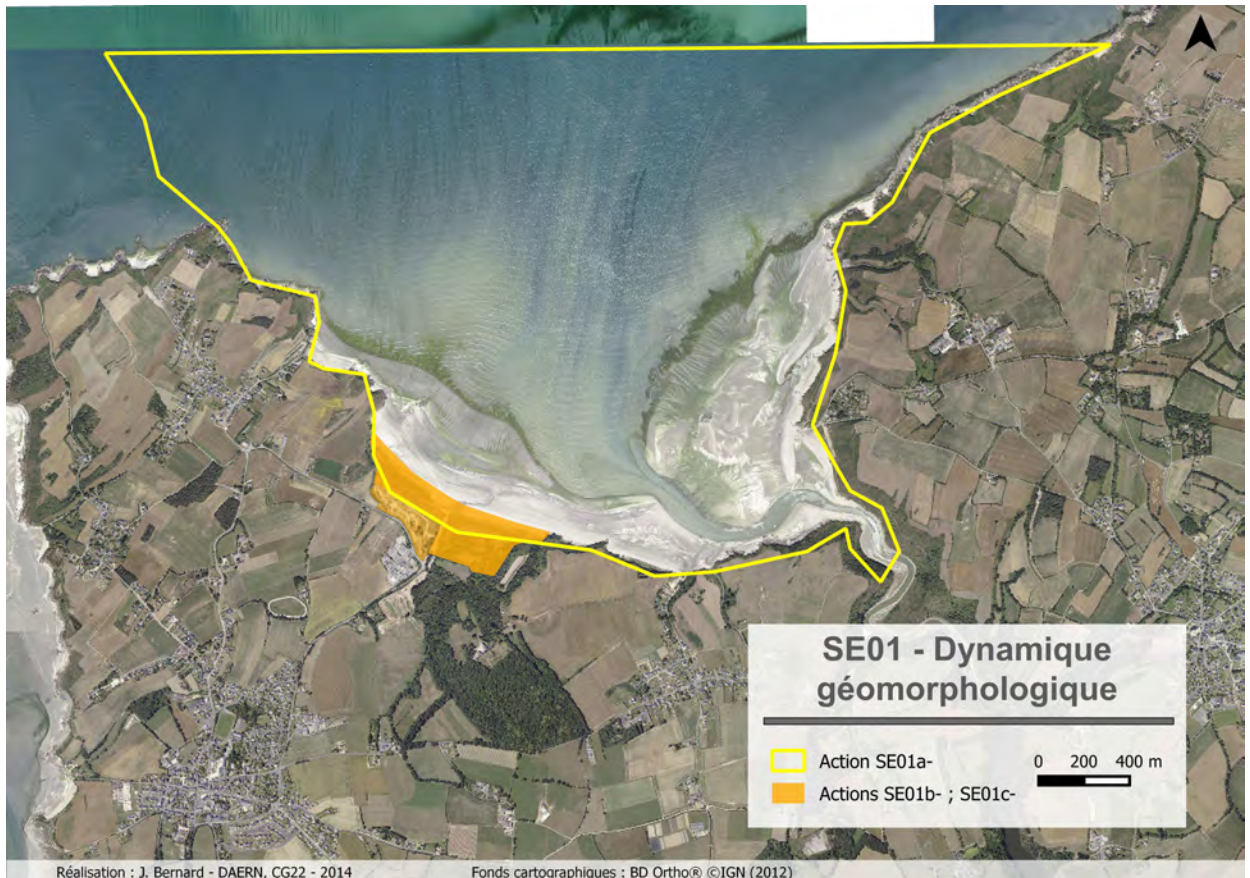 SE01 - Dynamique
géomorphologique
Action SE01a-
Actions SE01b- ; SE01c-
0 200 400 m
Réalisation : J. Bernard - DAERN, CG22 - 2014 Fonds cartographiques : BD Ortho® ©IGN (2012)